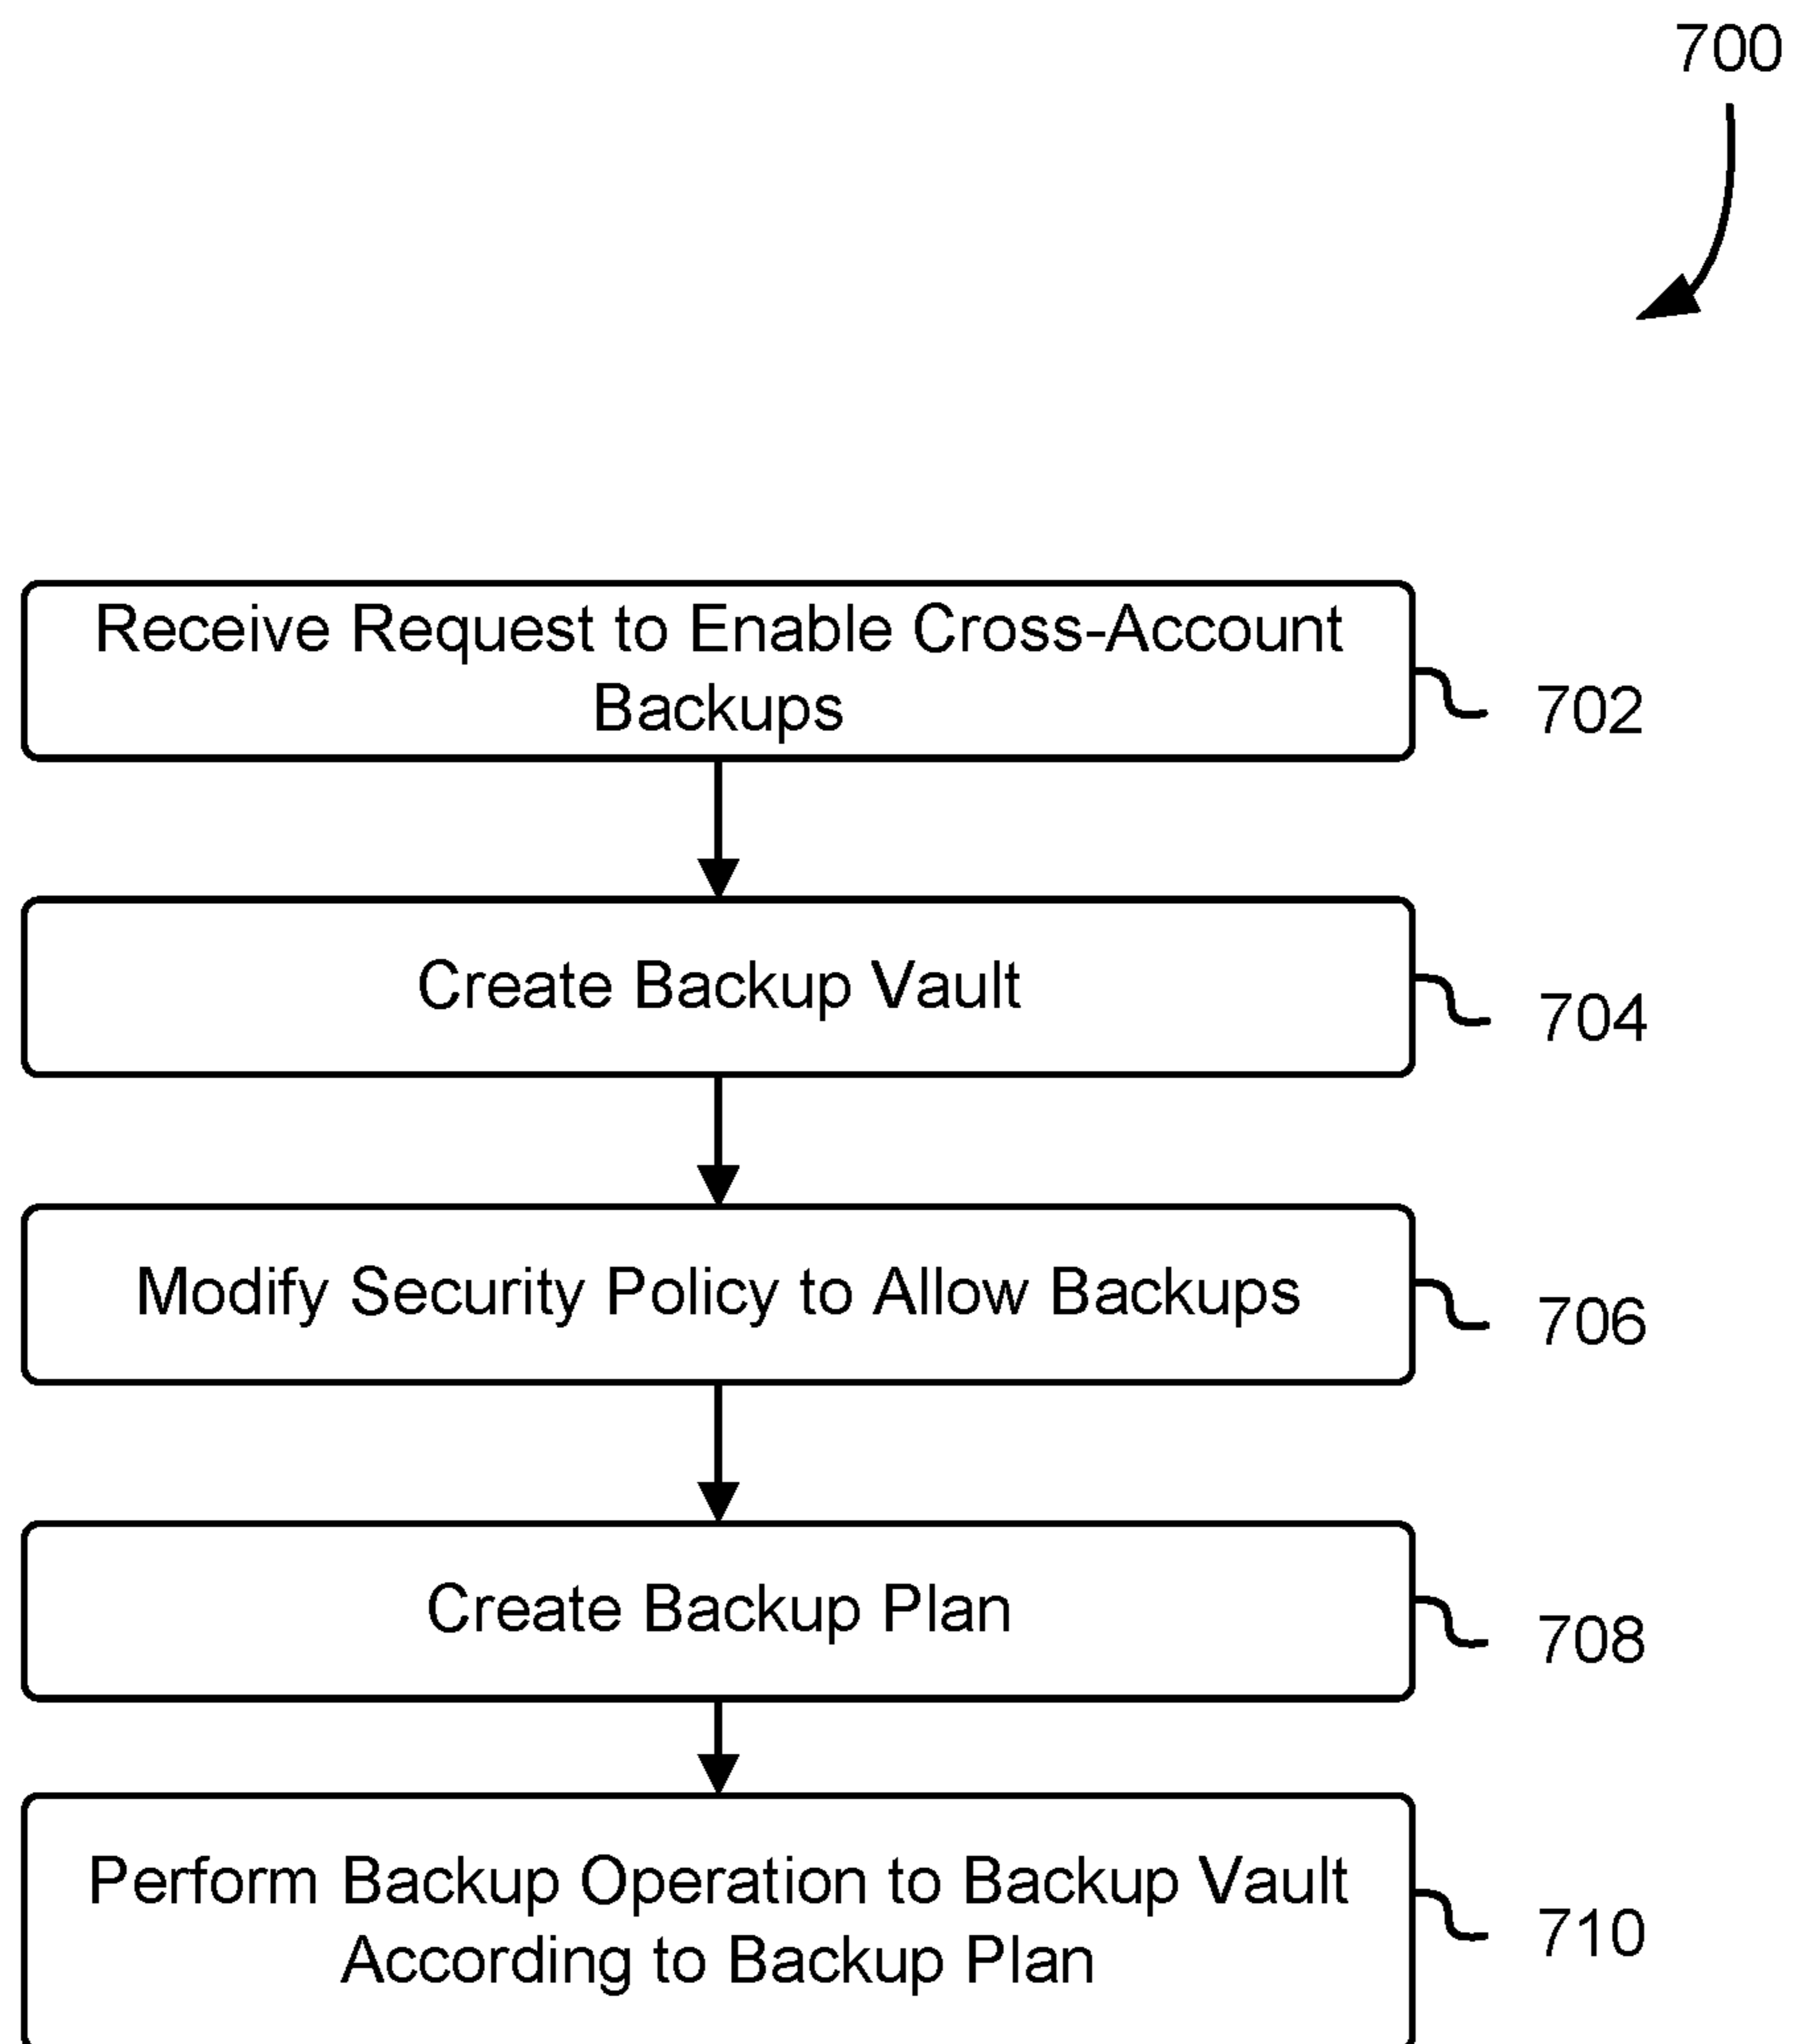 700
Receive Request to Enable Cross-Account
Backups
702
Create Backup Vault
704
Modify Security Policy to Allow Backups
706
Create Backup Plan
708
Perform Backup Operation to Backup Vault
According to Backup Plan
710